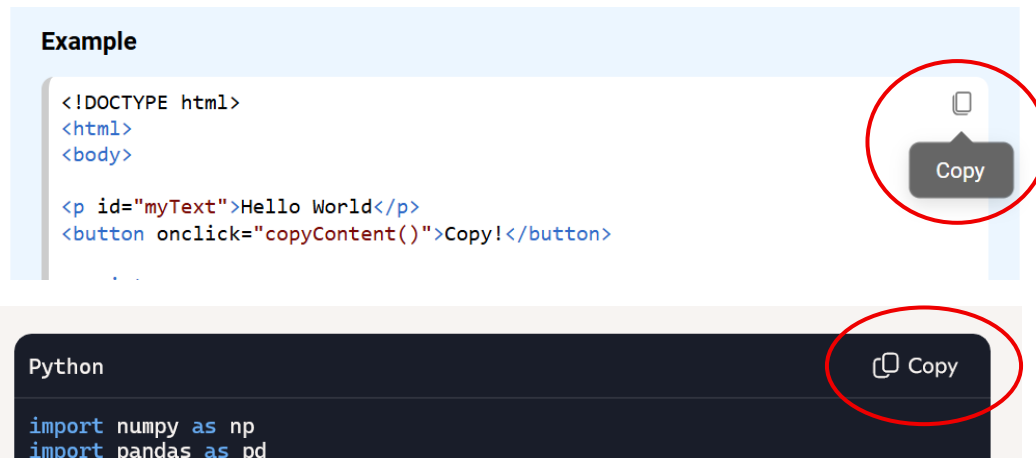 Example
<!DOCTYPE html>
<html>
<body>
Copy
<p id="myText">Hello World</p>
<button onclick="copyContent()">Copy!</button>
Python Copy
import numpy as np
import pandas as pd